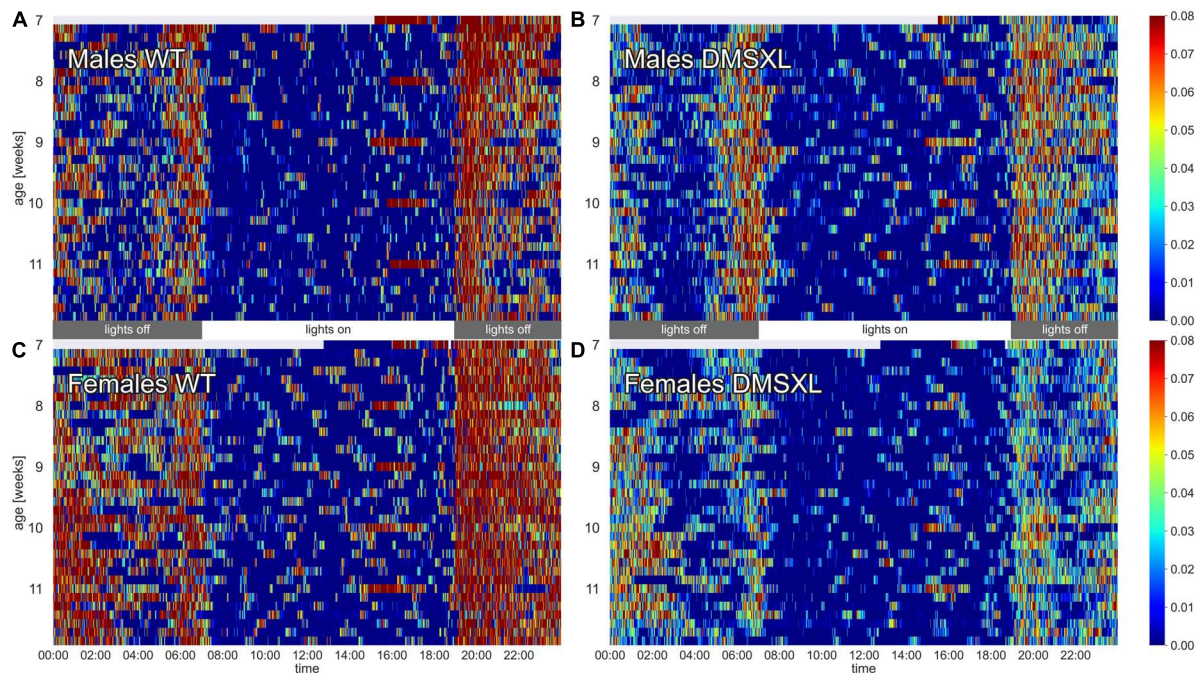 A
B
Males WT
Males DMSXL
7
8
9
10
11
age [weeks]
7
8
9
10
11
0.08
0.07
0.06
0.05
0.04
0.03
0.02
0.01
0.00
lights off
lights on
lights off
lights off
lights on
lights off
C
D
Females WT
Females DMSXL
7
8
9
10
11
age [weeks]
7
8
9
10
11
0.08
0.07
0.06
0.05
0.04
0.03
0.02
0.01
0.00
00:00 02:00 04:00 06:00 08:00 10:00 12:00 14:00 16:00 18:00 20:00 22:00
time
00:00 02:00 04:00 06:00 08:00 10:00 12:00 14:00 16:00 18:00 20:00 22:00
time